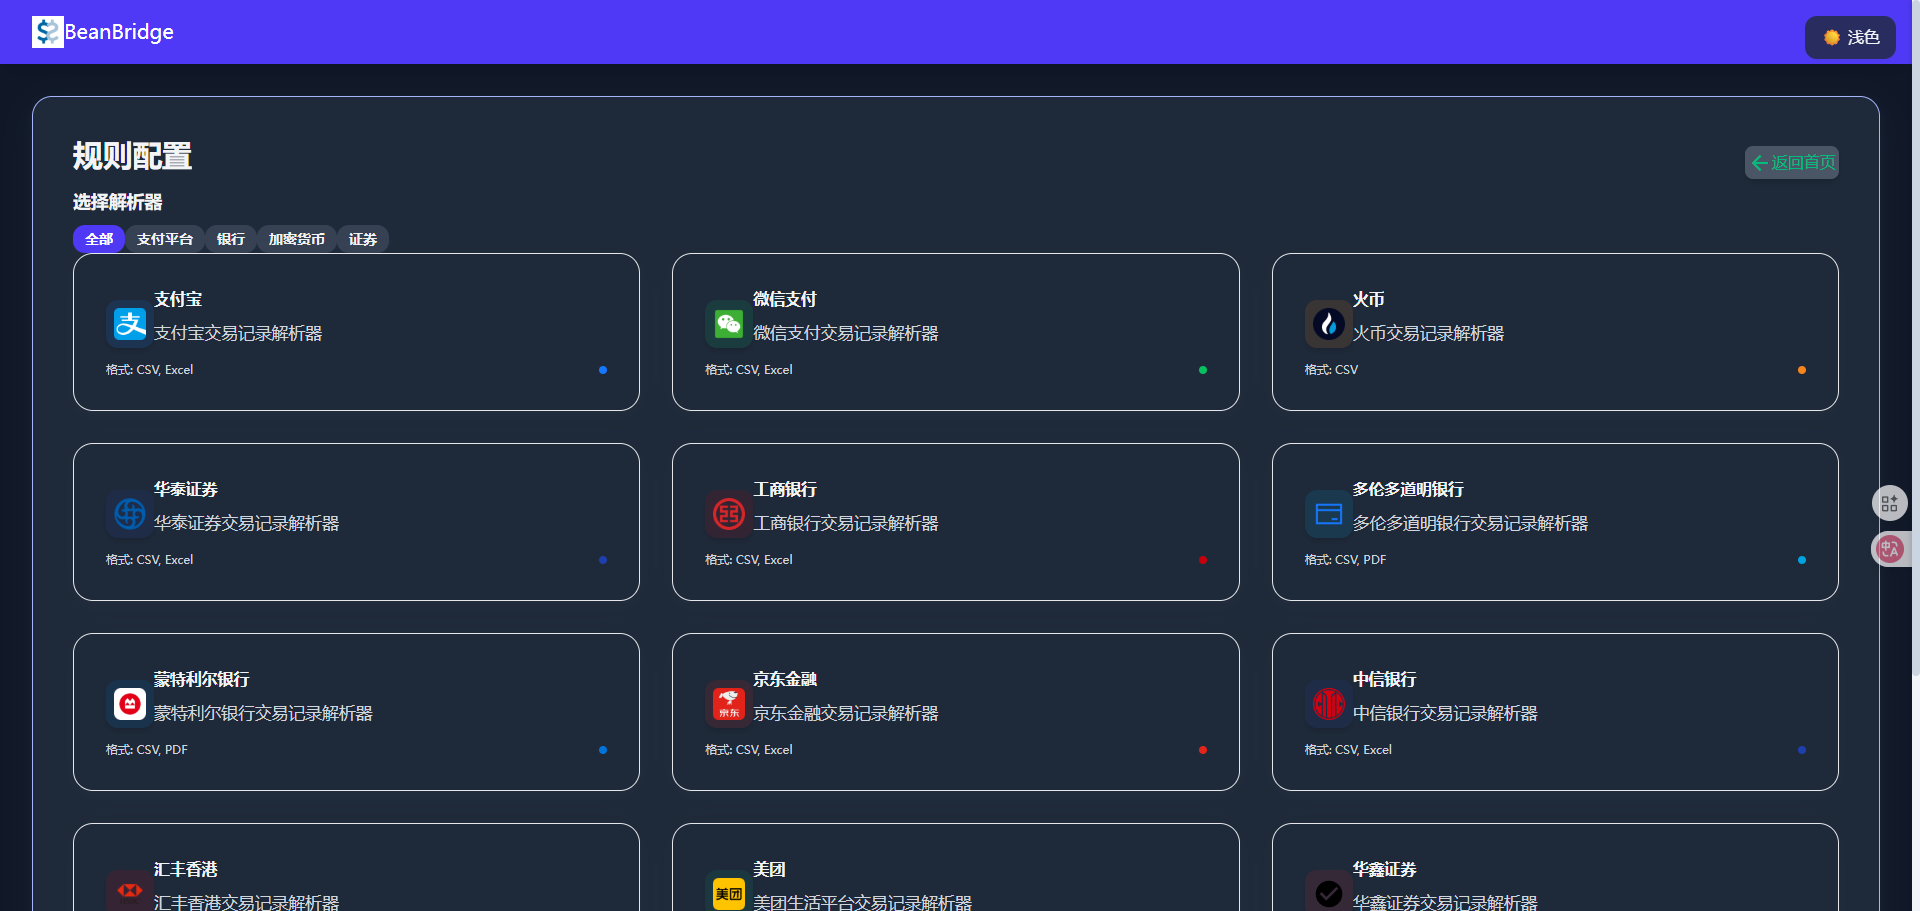 BeanBridge
浅色
规则配置
返回首页
选择解析器
全部 支付平台 银行 加密货币 证券
支付宝
支付宝交易记录解析器
格式: CSV, Excel
微信支付
微信支付交易记录解析器
格式: CSV, Excel
火币
火币交易记录解析器
格式: CSV
华泰证券
华泰证券交易记录解析器
格式: CSV, Excel
工商银行
工商银行交易记录解析器
格式: CSV, Excel
多伦多道明银行
多伦多道明银行交易记录解析器
格式: CSV, PDF
蒙特利尔银行
蒙特利尔银行交易记录解析器
格式: CSV, PDF
京东
京东金融
京东金融交易记录解析器
格式: CSV, Excel
中信银行
中信银行交易记录解析器
格式: CSV, Excel
汇丰香港
汇丰香港交易记录解析器
美团
美团
美团生活平台交易记录解析器
华鑫证券
华鑫证券交易记录解析器